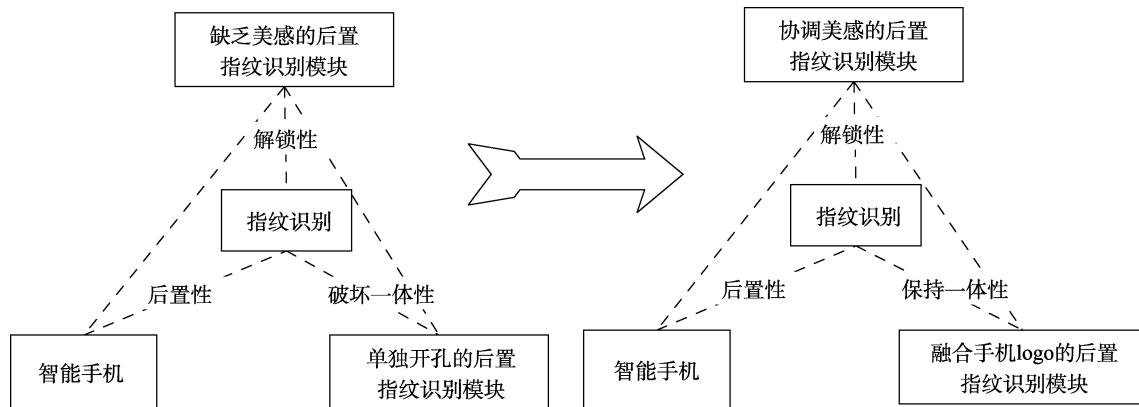 缺乏美感的后置
指纹识别模块
解锁性
指纹识别
后置性
破坏一体性
智能手机
单独开孔的后置
指纹识别模块
协调美感的后置
指纹识别模块
解锁性
指纹识别
后置性
保持一体性
智能手机
融合手机logo的后置
指纹识别模块